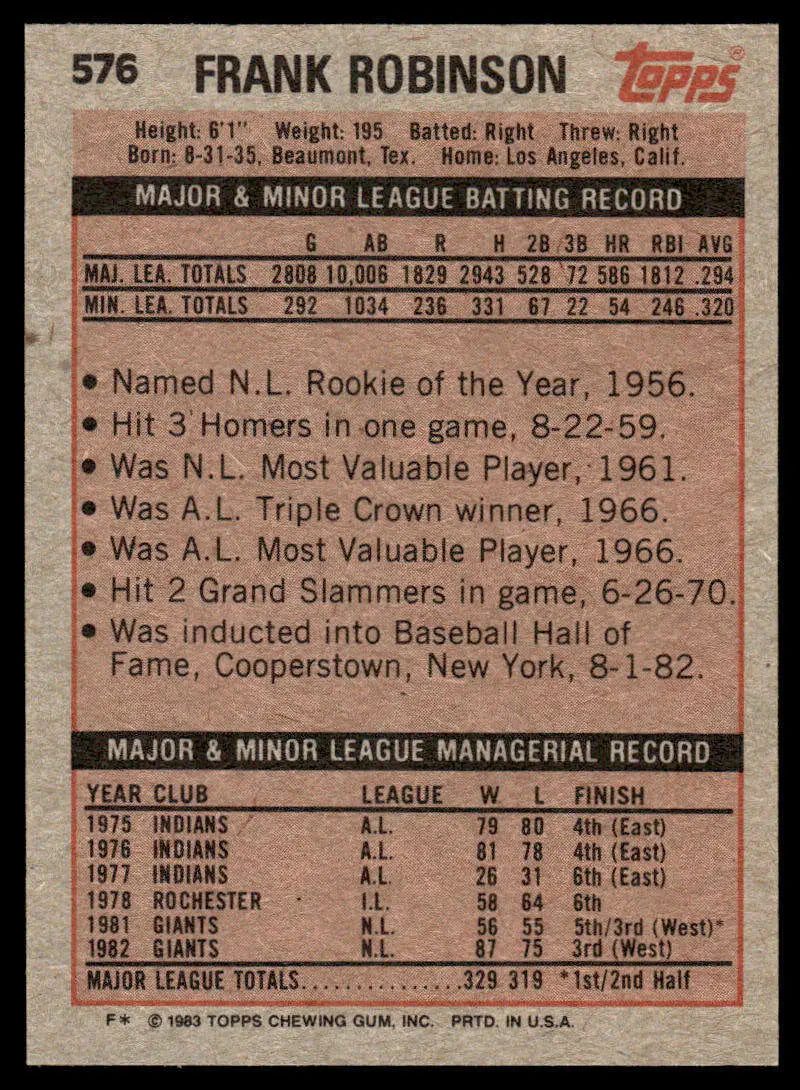 576 FRANK ROBINSON Topps®
Height: 6'1" Weight: 195 Batted: Right Threw: Right
Born: 8-31-35, Beaumont, Tex. Home: Los Angeles, Calif.
MAJOR & MINOR LEAGUE BATTING RECORD
G AB R H 2B 3B HR RBI AVG
MAJ. LEA. TOTALS 2808 10,006 1829 2943 528 72 586 1812 .294
MIN. LEA. TOTALS 292 1034 236 331 67 22 54 246 .320
• Named N.L. Rookie of the Year, 1956.
• Hit 3 Homers in one game, 8-22-59.
• Was N.L. Most Valuable Player, 1961.
• Was A.L. Triple Crown winner, 1966.
• Was A.L. Most Valuable Player, 1966.
• Hit 2 Grand Slammers in game, 6-26-70.
• Was inducted into Baseball Hall of
Fame, Cooperstown, New York, 8-1-82.
MAJOR & MINOR LEAGUE MANAGERIAL RECORD
YEAR CLUB LEAGUE W L FINISH
1975 INDIANS A.L. 79 80 4th (East)
1976 INDIANS A.L. 81 78 4th (East)
1977 INDIANS A.L. 26 31 6th (East)
1978 ROCHESTER I.L. 58 64 6th
1981 GIANTS N.L. 56 55 5th/3rd (West)*
1982 GIANTS N.L. 87 75 3rd (West)
MAJOR LEAGUE TOTALS...............329 319 *1st/2nd Half
F* © 1983 TOPPS CHEWING GUM, INC. PRTD. IN U.S.A.